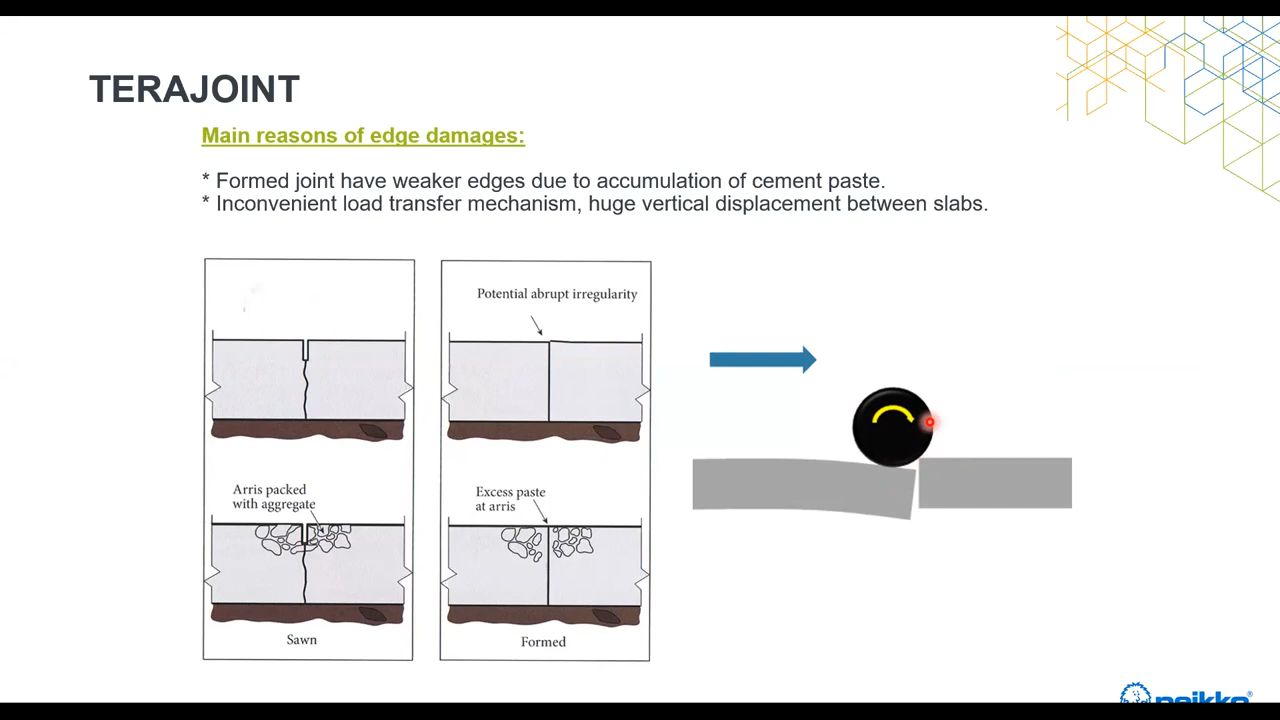 TERAJOINT
Main reasons of edge damages:
* Formed joint have weaker edges due to accumulation of cement paste.
* Inconvenient load transfer mechanism, huge vertical displacement between slabs.
Potential abrupt irregularity
Arris packed
with aggregate
Excess paste
at arris
Sawn
Formed
peikko®